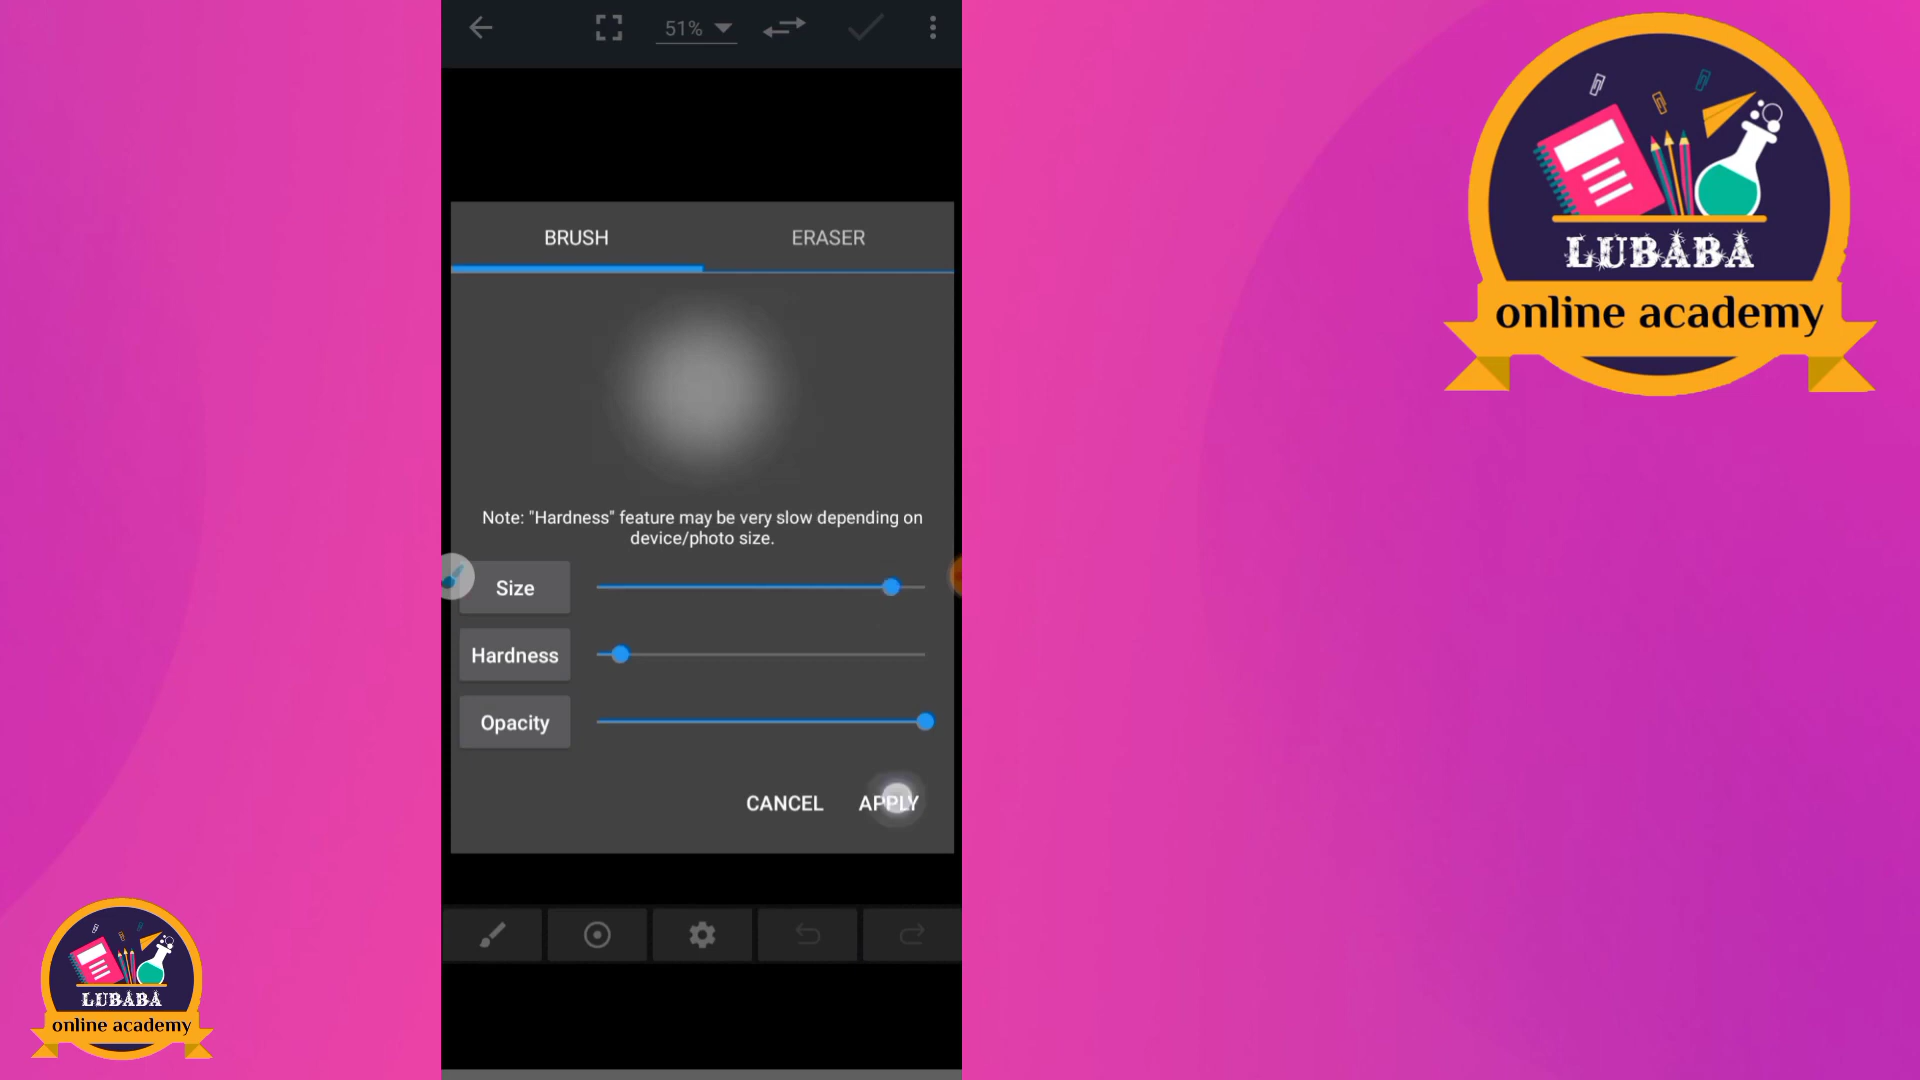 51%
BRUSH
ERASER
Note: "Hardness" feature may be very slow depending on
device/photo size.
Size
Hardness
Opacity
CANCEL
APPLY
LUBABA
online academy
LUBABA
online academy